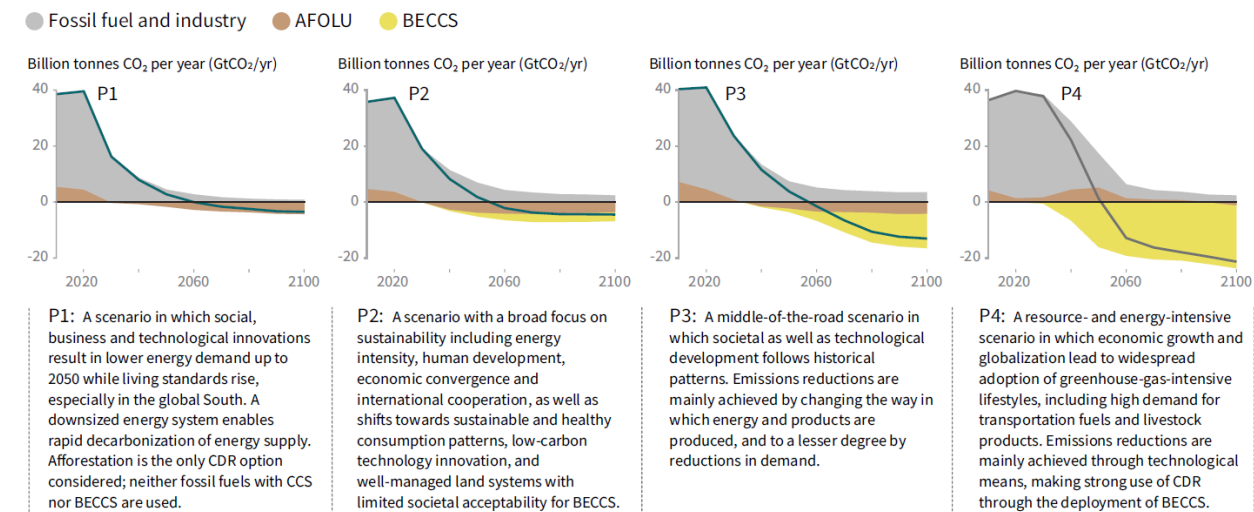 Fossil fuel and industry AFOLU BECCS
Billion tonnes CO₂ per year (GtCO₂/yr)
40
20
0
-20
P1
2020 2060 2100
Billion tonnes CO₂ per year (GtCO₂/yr)
40
20
0
-20
P2
2020 2060 2100
Billion tonnes CO₂ per year (GtCO₂/yr)
40
20
0
-20
P3
2020 2060 2100
Billion tonnes CO₂ per year (GtCO₂/yr)
40
20
0
-20
P4
2020 2060 2100
P1: A scenario in which social,
business and technological innovations
result in lower energy demand up to
2050 while living standards rise,
especially in the global South. A
downsized energy system enables
rapid decarbonization of energy supply.
Afforestation is the only CDR option
considered; neither fossil fuels with CCS
nor BECCS are used.
P2: A scenario with a broad focus on
sustainability including energy
intensity, human development,
economic convergence and
international cooperation, as well as
shifts towards sustainable and healthy
consumption patterns, low-carbon
technology innovation, and
well-managed land systems with
limited societal acceptability for BECCS.
P3: A middle-of-the-road scenario in
which societal as well as technological
development follows historical
patterns. Emissions reductions are
mainly achieved by changing the way in
which energy and products are
produced, and to a lesser degree by
reductions in demand.
P4: A resource- and energy-intensive
scenario in which economic growth and
globalization lead to widespread
adoption of greenhouse-gas-intensive
lifestyles, including high demand for
transportation fuels and livestock
products. Emissions reductions are
mainly achieved through technological
means, making strong use of CDR
through the deployment of BECCS.